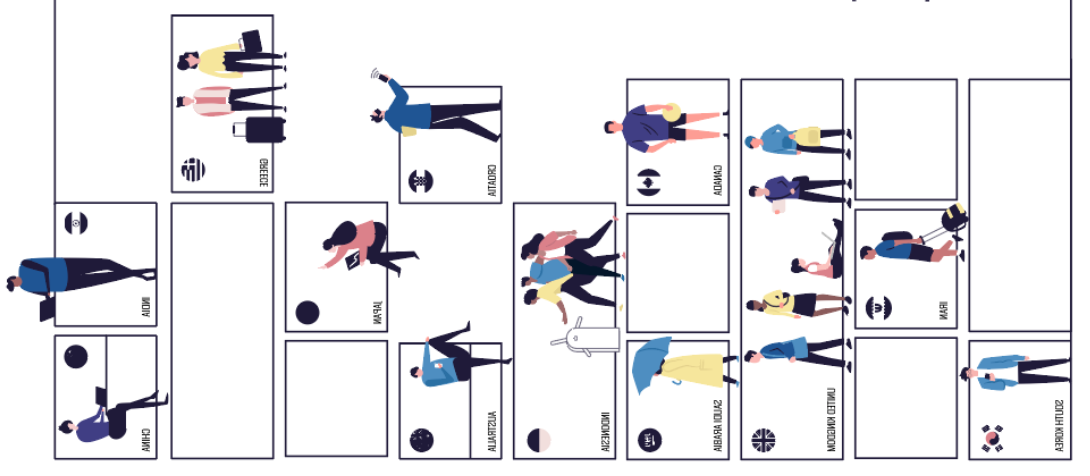 GREECE
CROATIA
CANADA
INDIA
JAPAN
IRAN
CHINA
AUSTRALIA
INDONESIA
SAUDI ARABIA
UNITED KINGDOM
SOUTH KOREA